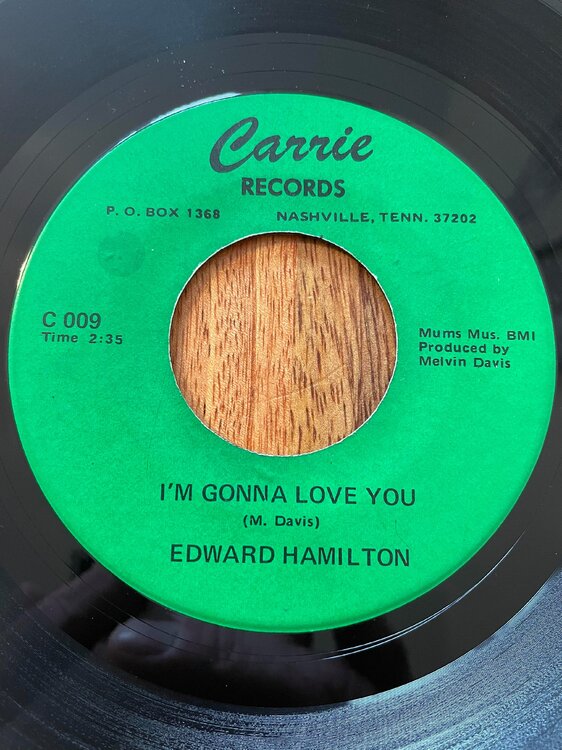 Carrie
RECORDS
P. O. BOX 1368 NASHVILLE, TENN. 37202
C 009
Time 2:35
Mums Mus. BMI
Produced by
Melvin Davis
I'M GONNA LOVE YOU
(M. Davis)
EDWARD HAMILTON